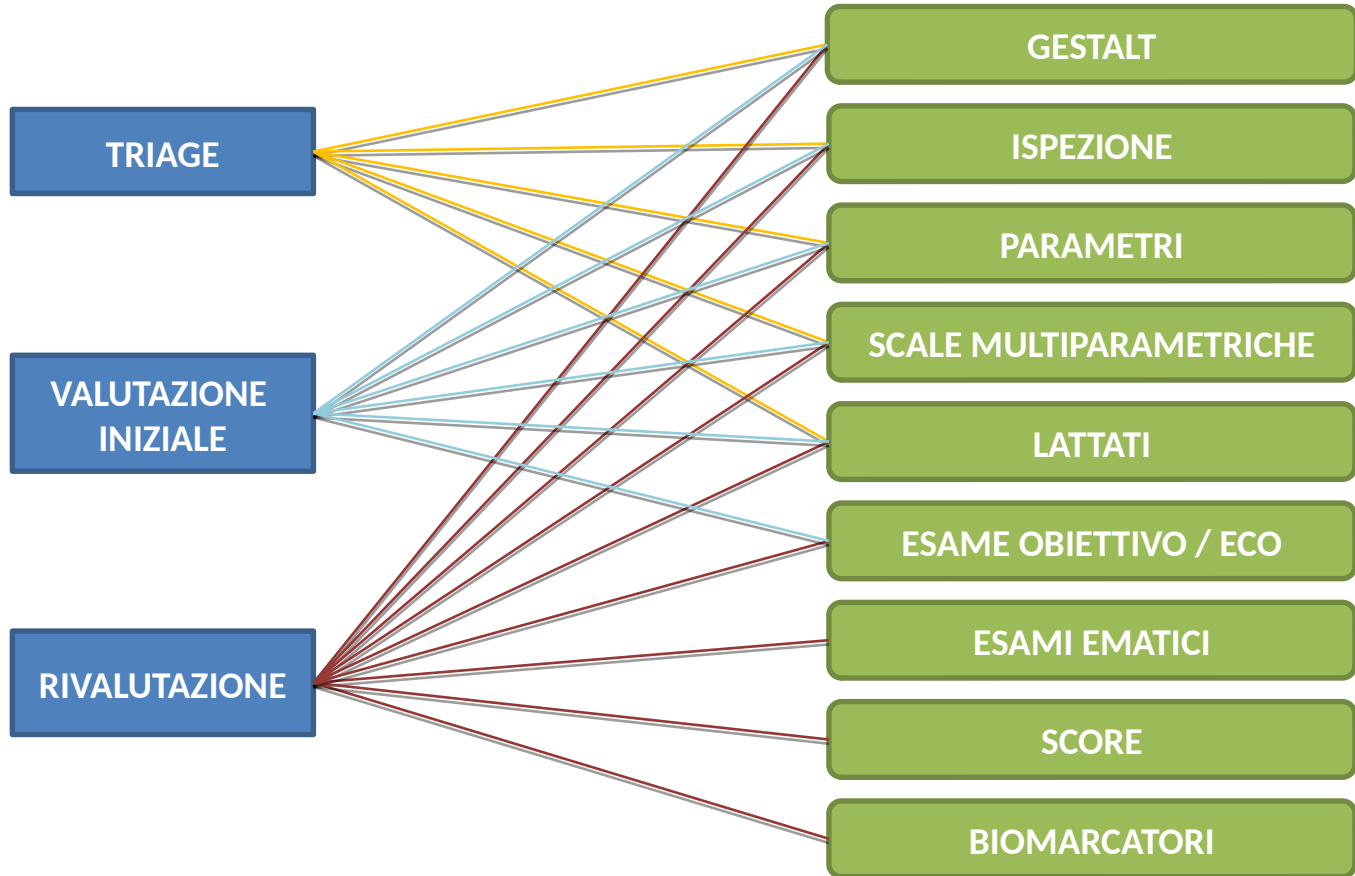 TRIAGE
VALUTAZIONE
INIZIALE
RIVALUTAZIONE
GESTALT
ISPEZIONE
PARAMETRI
SCALE MULTIPARAMETRICHE
LATTATI
ESAME OBIETTIVO / ECO
ESAMI EMATICI
SCORE
BIOMARCATORI